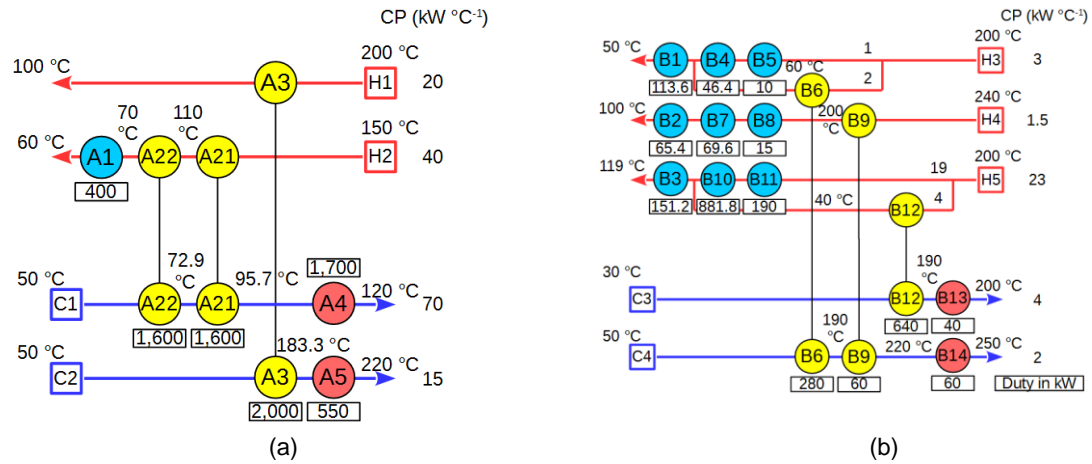 CP (kW °C⁻¹)
200 °C
100 °C
A3
H1
20
70
°C
110
°C
150 °C
60 °C
A1
A22
A21
H2
40
400
50 °C
72.9
°C
95.7 °C
1,700
120 °C
C1
A22
A21
A4
70
1,600
1,600
50 °C
183.3 °C
220 °C
C2
A3
A5
15
2,000
550
(a)
CP (kW °C⁻¹)
200 °C
50 °C
B1
B4
B5
60 °C
1
H3
3
113.6
46.4
10
B6
2
240 °C
100 °C
B2
B7
B8
200
°C
B9
H4
1.5
65.4
69.6
15
200 °C
119 °C
B3
B10
B11
19
H5
23
151.2
881.8
190
40 °C
B12
4
30 °C
190
°C
200 °C
C3
B12
B13
4
640
40
50 °C
190
°C
250 °C
C4
B6
B9
220 °C
B14
2
280
60
60
Duty in kW
(b)